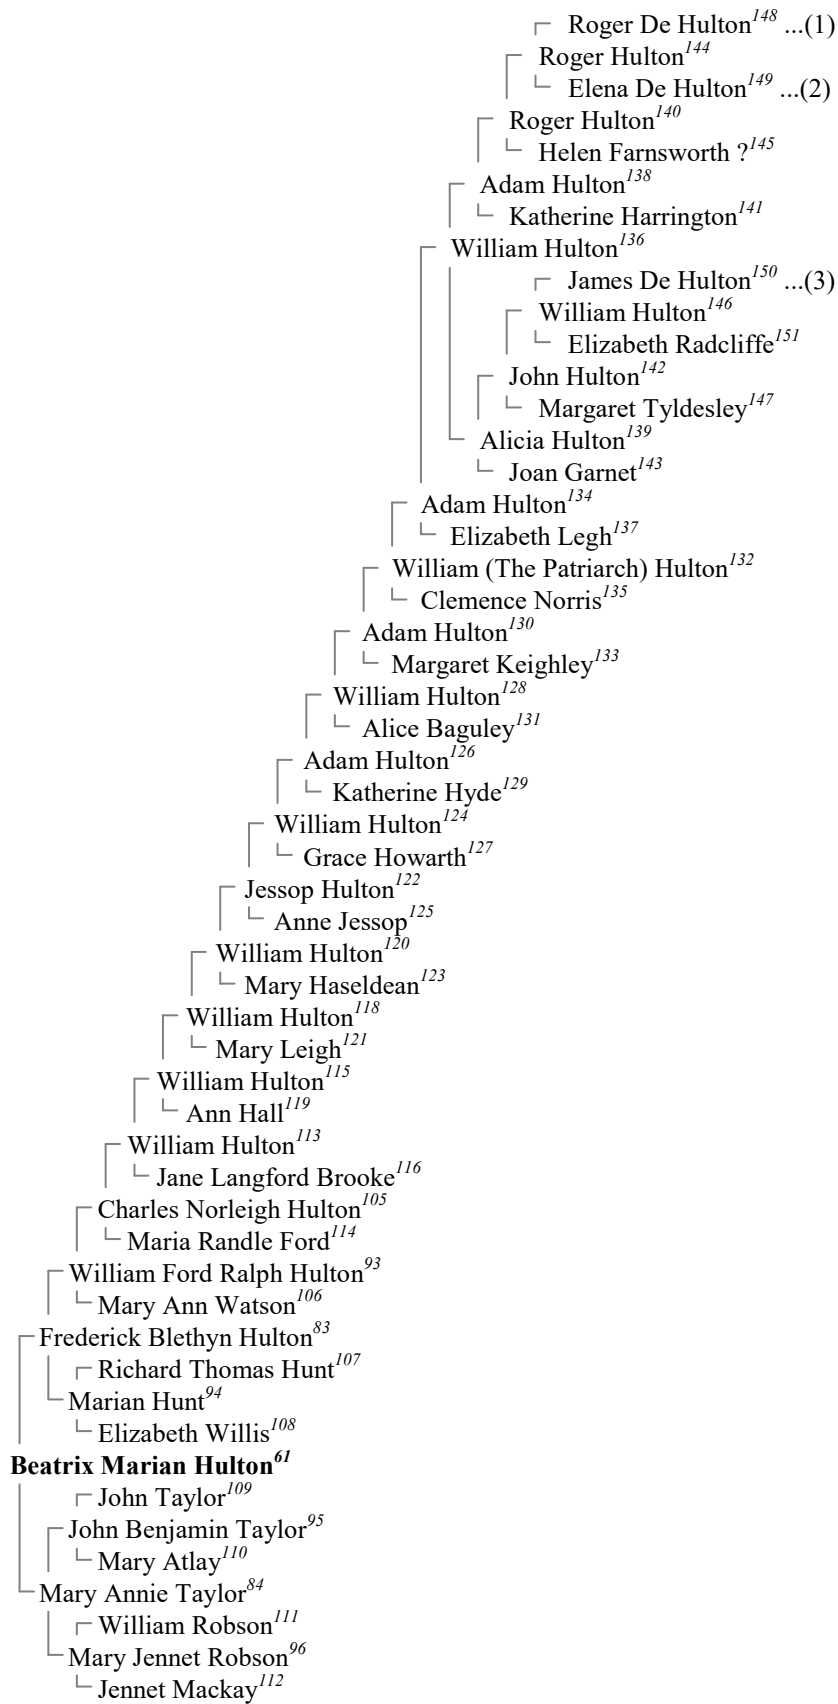 Roger De Hulton148 ...(1)
Roger Hulton144
Elena De Hulton149 ...(2)
Roger Hulton140
Helen Farnsworth ?145
Adam Hulton138
Katherine Harrington141
William Hulton136
James De Hulton150 ...(3)
William Hulton146
Elizabeth Radcliffe151
John Hulton142
Margaret Tyldesley147
Alicia Hulton139
Joan Garnet143
Adam Hulton134
Elizabeth Legh137
William (The Patriarch) Hulton132
Clemence Norris135
Adam Hulton130
Margaret Keighley133
William Hulton128
Alice Baguley131
Adam Hulton126
Katherine Hyde129
William Hulton124
Grace Howarth127
Jessop Hulton122
Anne Jessop125
William Hulton120
Mary Haseldean123
William Hulton118
Mary Leigh121
William Hulton115
Ann Hall119
William Hulton113
Jane Langford Brooke116
Charles Norleigh Hulton105
Maria Randle Ford114
William Ford Ralph Hulton93
Mary Ann Watson106
Frederick Blethyn Hulton83
Richard Thomas Hunt107
Marian Hunt94
Elizabeth Willis108
Beatrix Marian Hulton61
John Taylor109
John Benjamin Taylor95
Mary Atlay110
Mary Annie Taylor84
William Robson111
Mary Jennet Robson96
Jennet Mackay112